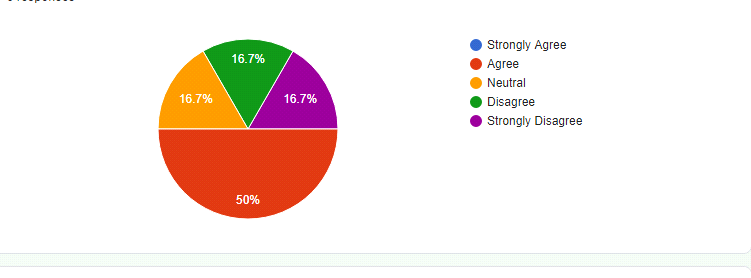 16.7%
16.7%
16.7%
50%
Strongly Agree
Agree
Neutral
Disagree
Strongly Disagree